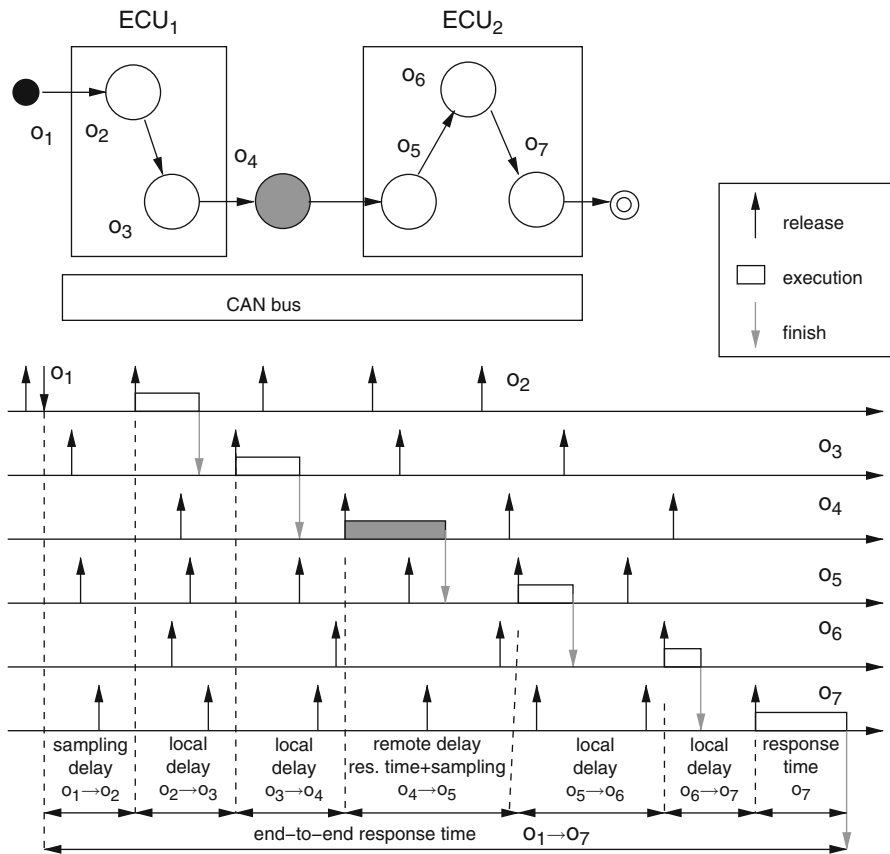 ECU₁
ECU₂
o₁
o₂
o₃
o₄
o₅
o₆
o₇
CAN bus
release
execution
finish
o₁
o₂
o₃
o₄
o₅
o₆
o₇
sampling
delay
o₁→o₂
local
delay
o₂→o₃
local
delay
o₃→o₄
remote delay
res. time+sampling
o₄→o₅
local
delay
o₅→o₆
local
delay
o₆→o₇
response
time
o₇
end–to–end response time o₁→o₇